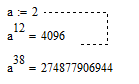 a := 2
a^12 = 4096
a^38 = 274877906944